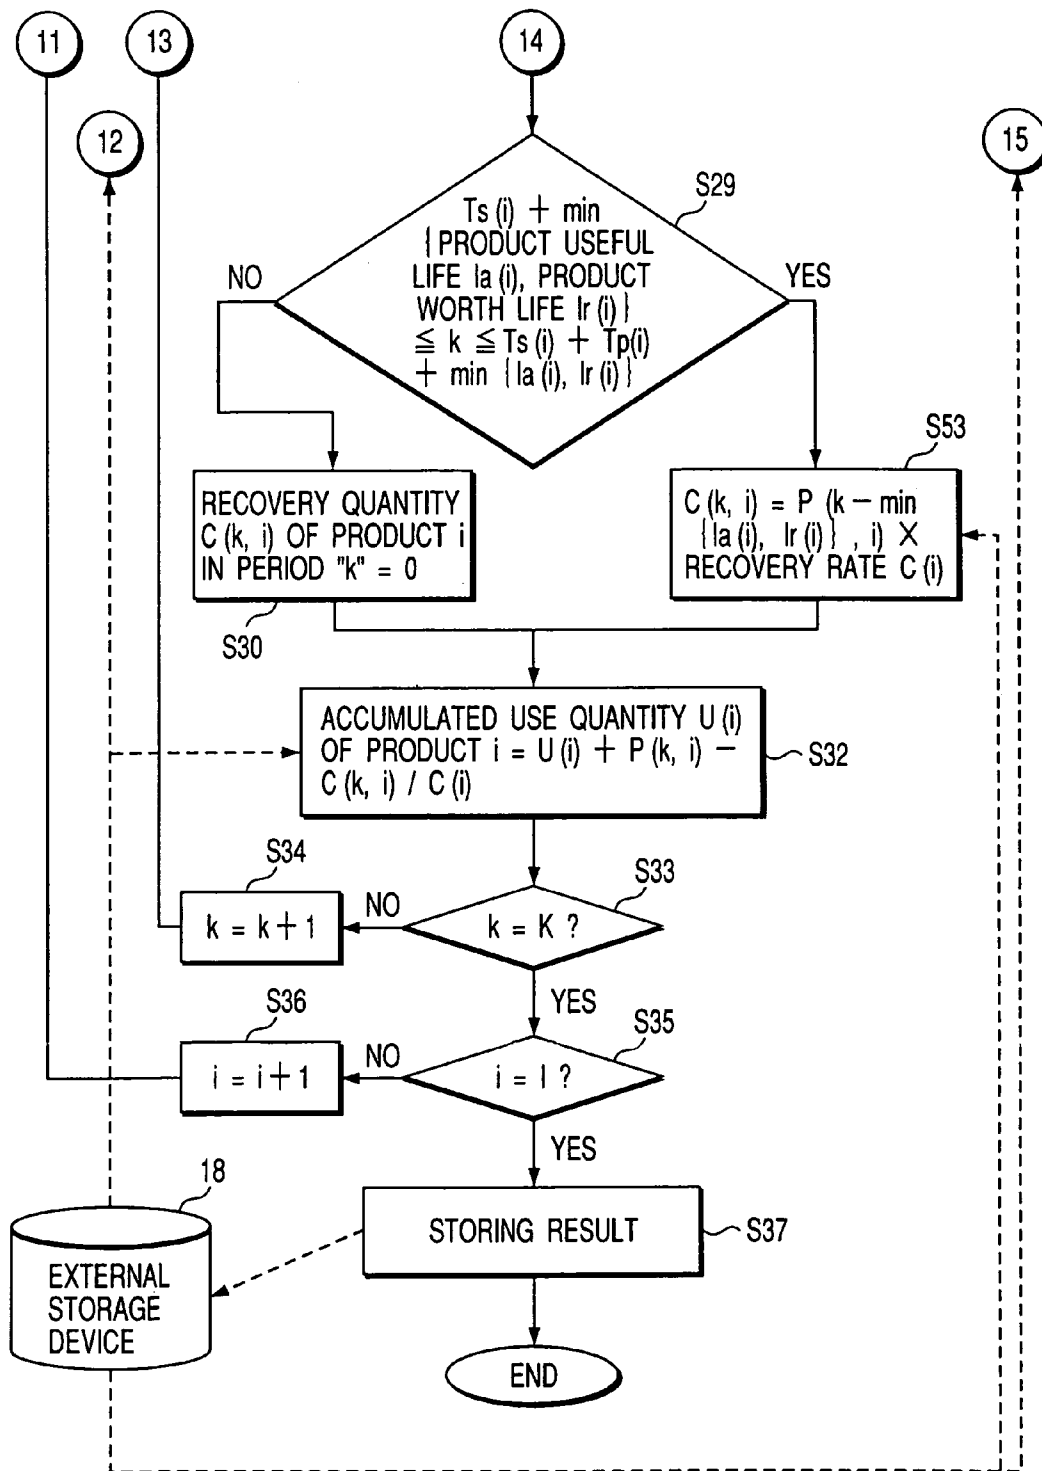 11
13
14
12
15
S29
Ts (i) + min
{PRODUCT USEFUL
LIFE la (i), PRODUCT
WORTH LIFE lr (i) }
≦ k ≦ Ts (i) + Tp(i)
+ min {la (i), lr (i) }
NO
YES
S53
RECOVERY QUANTITY
C (k, i) OF PRODUCT i
IN PERIOD "k" = 0
C (k, i) = P (k − min
{la (i), lr (i) } , i) ×
RECOVERY RATE C (i)
S30
ACCUMULATED USE QUANTITY U (i)
OF PRODUCT i = U (i) + P (k, i) −
C (k, i) / C (i)
S32
S34
S33
k = k + 1
NO
k = K ?
YES
S36
S35
i = i + 1
NO
i = I ?
YES
18
STORING RESULT
S37
EXTERNAL
STORAGE
DEVICE
END